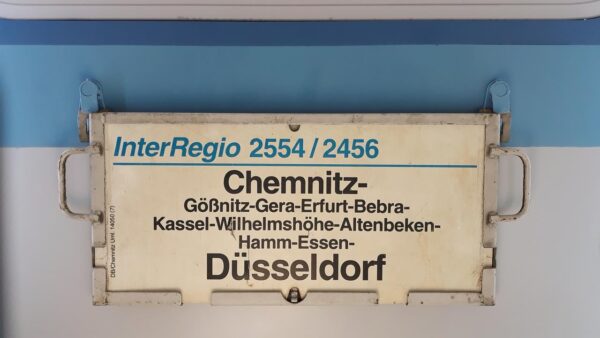 InterRegio 2554/2456
Chemnitz-
Gößnitz-Gera-Erfurt-Bebra-
Kassel-Wilhelmshöhe-Altenbeken-
Hamm-Essen-
Düsseldorf